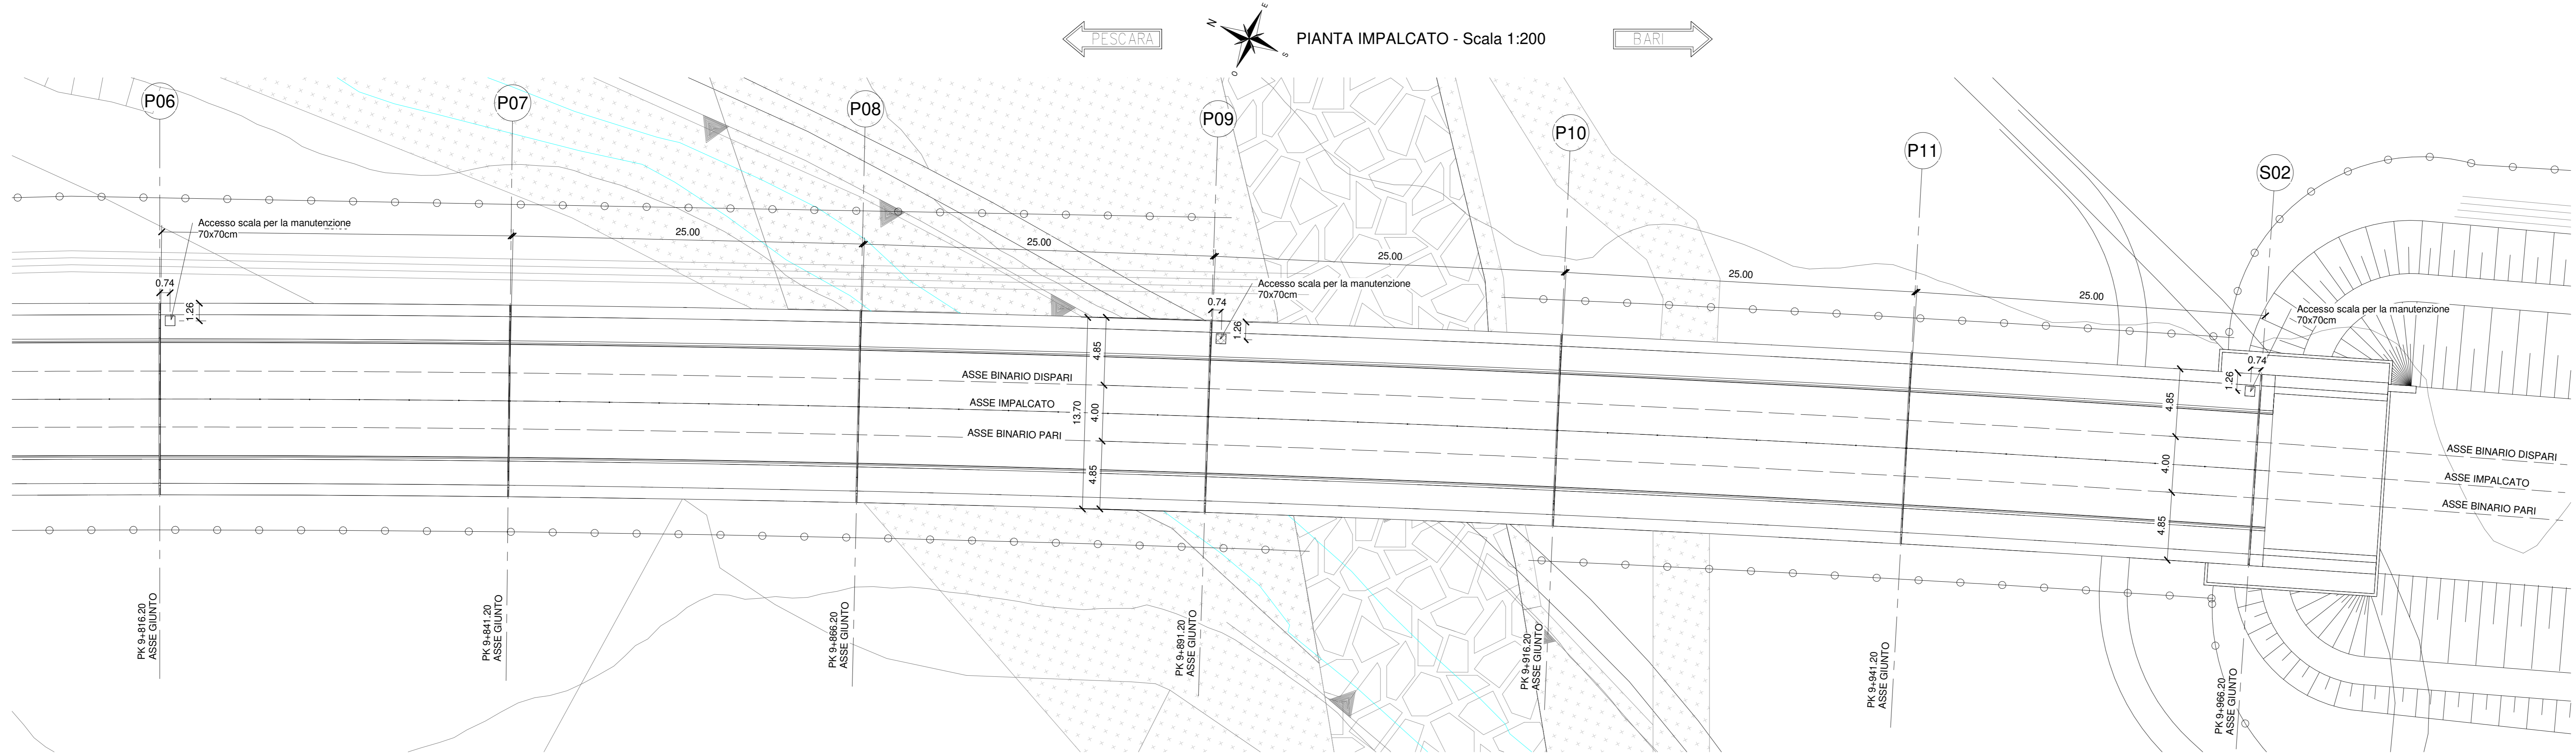 PESCARA
N
E
S
O
PIANTA IMPALCATO - Scala 1:200
BARI
P06
P07
P08
P09
P10
P11
S02
Accesso scala per la manutenzione
70x70cm
25.00
25.00
25.00
25.00
25.00
0.74
1.26
Accesso scala per la manutenzione
70x70cm
0.74
1.26
Accesso scala per la manutenzione
70x70cm
0.74
1.26
4.85
13.70
4.00
4.85
ASSE BINARIO DISPARI
ASSE IMPALCATO
ASSE BINARIO PARI
4.85
4.00
4.85
ASSE BINARIO DISPARI
ASSE IMPALCATO
ASSE BINARIO PARI
PK 9+816.20
ASSE GIUNTO
PK 9+841.20
ASSE GIUNTO
PK 9+866.20
ASSE GIUNTO
PK 9+891.20
ASSE GIUNTO
PK 9+916.20
ASSE GIUNTO
PK 9+941.20
ASSE GIUNTO
PK 9+966.20
ASSE GIUNTO